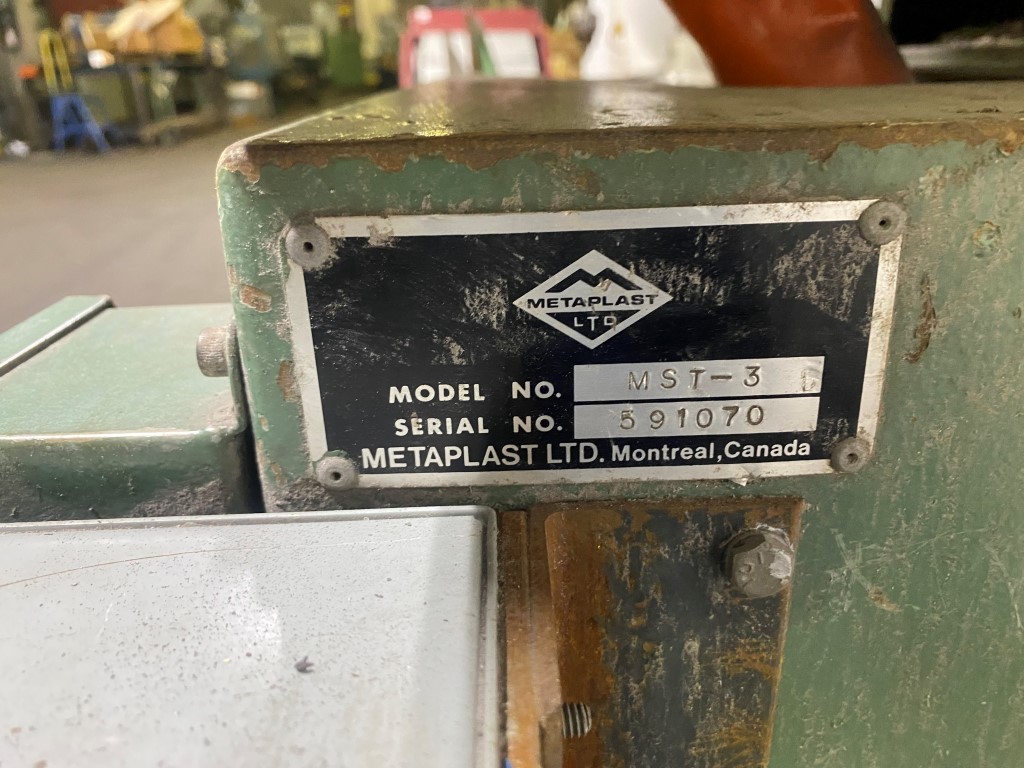 METAPLAST
LTD
MODEL NO. MST-3
SERIAL NO. 591070
METAPLAST LTD. Montreal, Canada